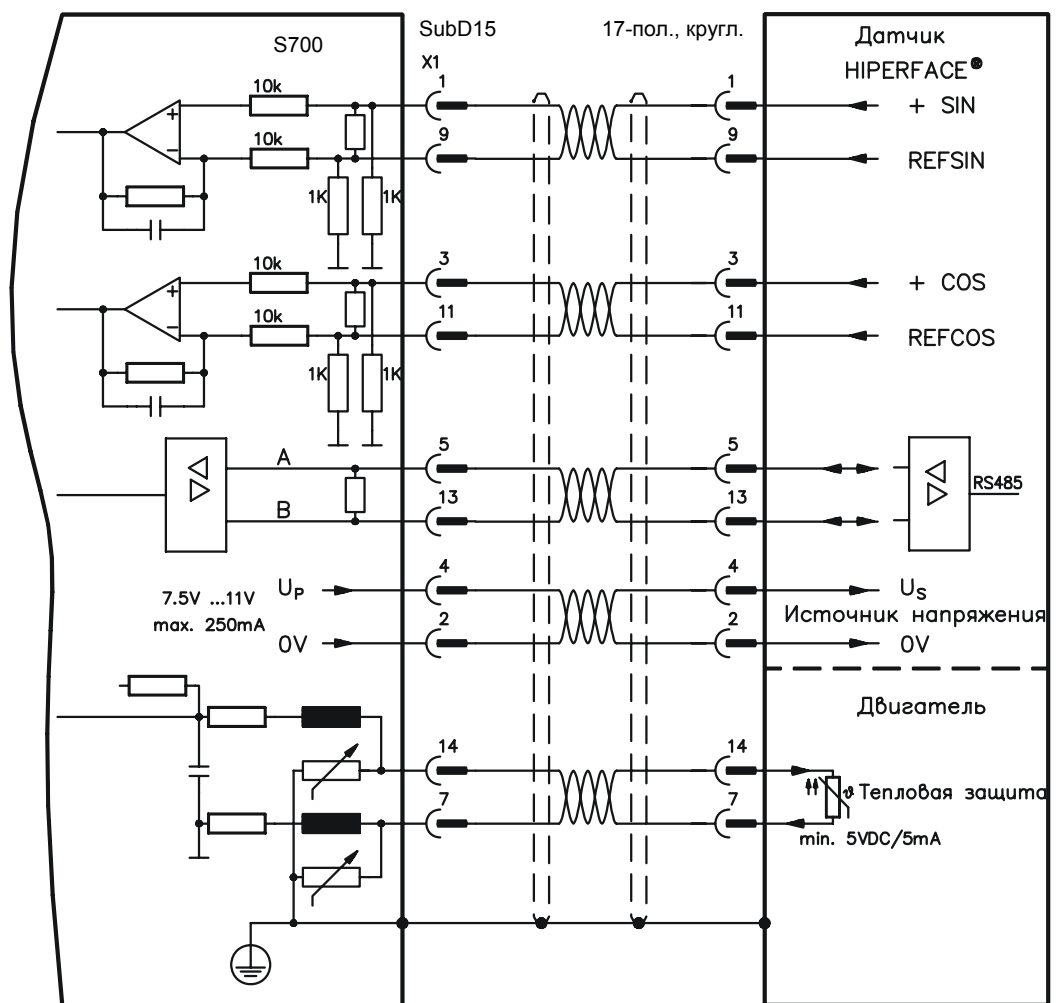 S700
SubD15
17-пол., кругл.
Датчик
HIPERFACE®
X1
10k
1
1
+ SIN
+
10k
9
9
REFSIN
−
1K
1K
10k
3
3
+ COS
+
10k
11
11
REFCOS
−
1K
1K
A
5
5
RS485
B
13
13
7.5V ...11V
max. 250mA
UP
4
4
US
Источник напряжения
0V
2
2
0V
Двигатель
14
14
ϑ Тепловая защита
7
7
min. 5VDC/5mA